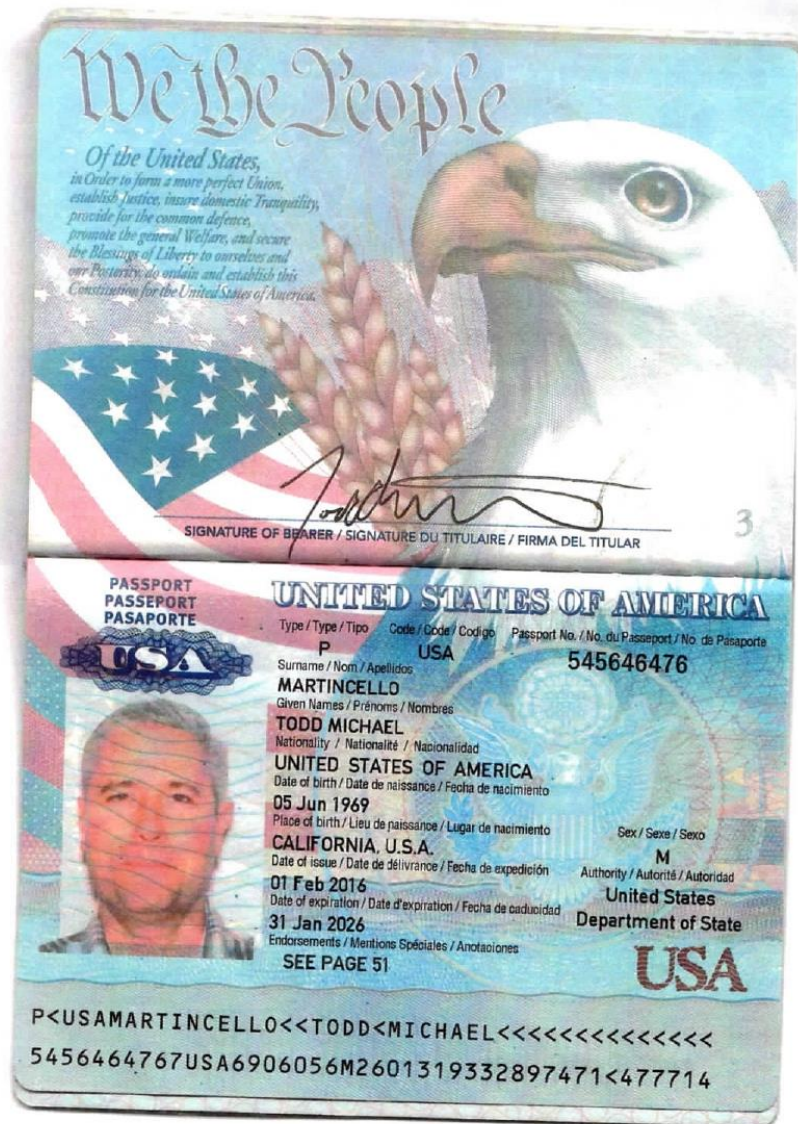 We the People
Of the United States,
in Order to form a more perfect Union,
establish Justice, insure domestic Tranquility,
provide for the common defence,
promote the general Welfare, and secure
the Blessings of Liberty to ourselves and
our Posterity, do ordain and establish this
Constitution for the United States of America.
SIGNATURE OF BEARER / SIGNATURE DU TITULAIRE / FIRMA DEL TITULAR
3
PASSPORT
PASSEPORT
PASAPORTE
USA
UNITED STATES OF AMERICA
Type / Type / Tipo Code / Code / Codigo Passport No. / No. du Passeport / No. de Pasaporte
P USA 545646476
Surname / Nom / Apellidos
MARTINCELLO
Given Names / Prénoms / Nombres
TODD MICHAEL
Nationality / Nationalité / Nacionalidad
UNITED STATES OF AMERICA
Date of birth / Date de naissance / Fecha de nacimiento
05 Jun 1969
Place of birth / Lieu de naissance / Lugar de nacimiento Sex / Sexe / Sexo
CALIFORNIA, U.S.A. M
Date of issue / Date de délivrance / Fecha de expedición Authority / Autorité / Autoridad
01 Feb 2016 United States
Date of expiration / Date d'expiration / Fecha de caducidad Department of State
31 Jan 2026
Endorsements / Mentions Spéciales / Anotaciones
SEE PAGE 51
USA
P<USAMARTINCELLO<<TODD<MICHAEL<<<<<<<<<<<<<<
5456464767USA6906056M2601319332897471<477714